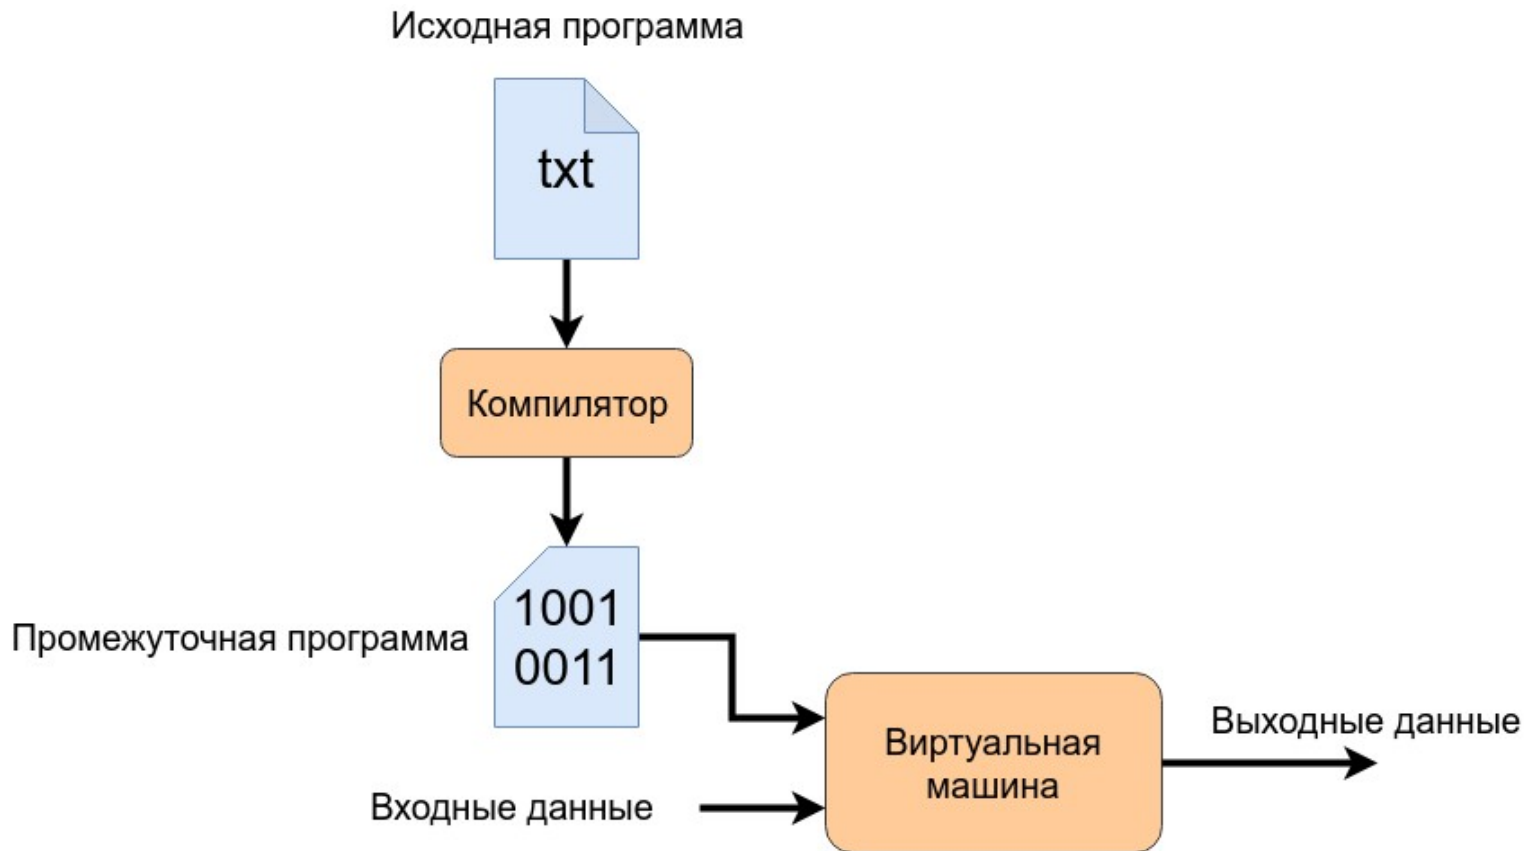 Исходная программа
txt
Компилятор
1001
0011
Промежуточная программа
Виртуальная
машина
Выходные данные
Входные данные